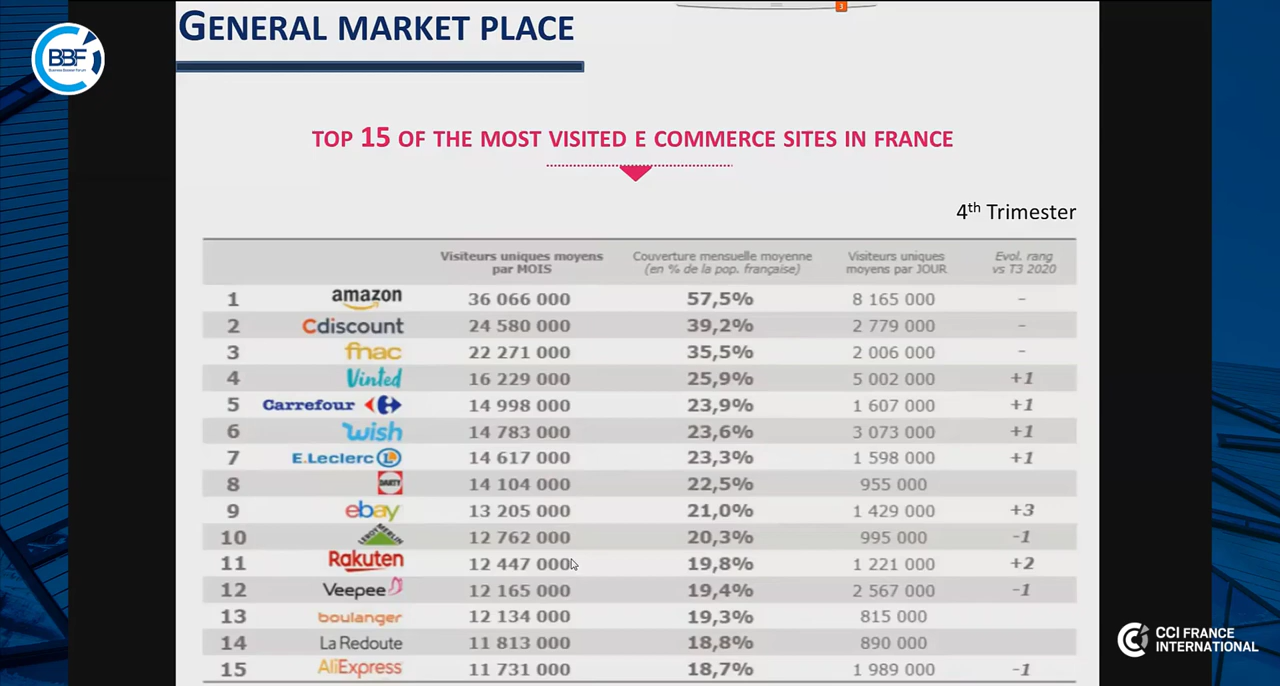 GENERAL MARKET PLACE
3
BBF
Business Booster Forum
TOP 15 OF THE MOST VISITED E COMMERCE SITES IN FRANCE
4th Trimester
Visiteurs uniques moyens par MOIS Couverture mensuelle moyenne (en % de la pop. française) Visiteurs uniques moyens par JOUR Evol. rang vs T3 2020
1 amazon 36 066 000 57,5% 8 165 000 -
2 Cdiscount 24 580 000 39,2% 2 779 000 -
3 fnac 22 271 000 35,5% 2 006 000 -
4 Vinted 16 229 000 25,9% 5 002 000 +1
5 Carrefour 14 998 000 23,9% 1 607 000 +1
6 wish 14 783 000 23,6% 3 073 000 +1
7 E.Leclerc L 14 617 000 23,3% 1 598 000 +1
8 DARTY 14 104 000 22,5% 955 000
9 ebay 13 205 000 21,0% 1 429 000 +3
10 LEROY MERLIN 12 762 000 20,3% 995 000 -1
11 Rakuten 12 447 000 19,8% 1 221 000 +2
12 Veepee 12 165 000 19,4% 2 567 000 -1
13 boulanger 12 134 000 19,3% 815 000
14 La Redoute 11 813 000 18,8% 890 000
15 AliExpress 11 731 000 18,7% 1 989 000 -1
CCI FRANCE
INTERNATIONAL